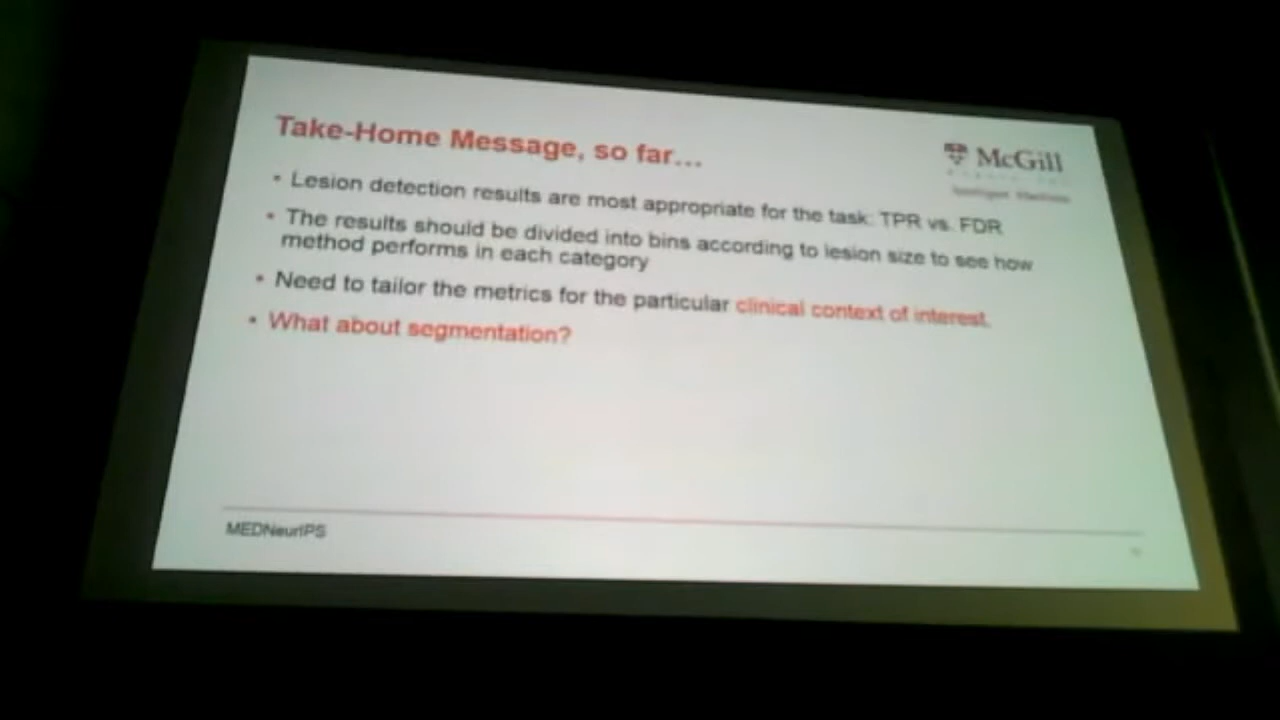 Take-Home Message, so far...
McGill
• Lesion detection results are most appropriate for the task: TPR vs. FDR
• The results should be divided into bins according to lesion size to see how
method performs in each category
• Need to tailor the metrics for the particular clinical context of interest.
• What about segmentation?
MEDNeurIPS